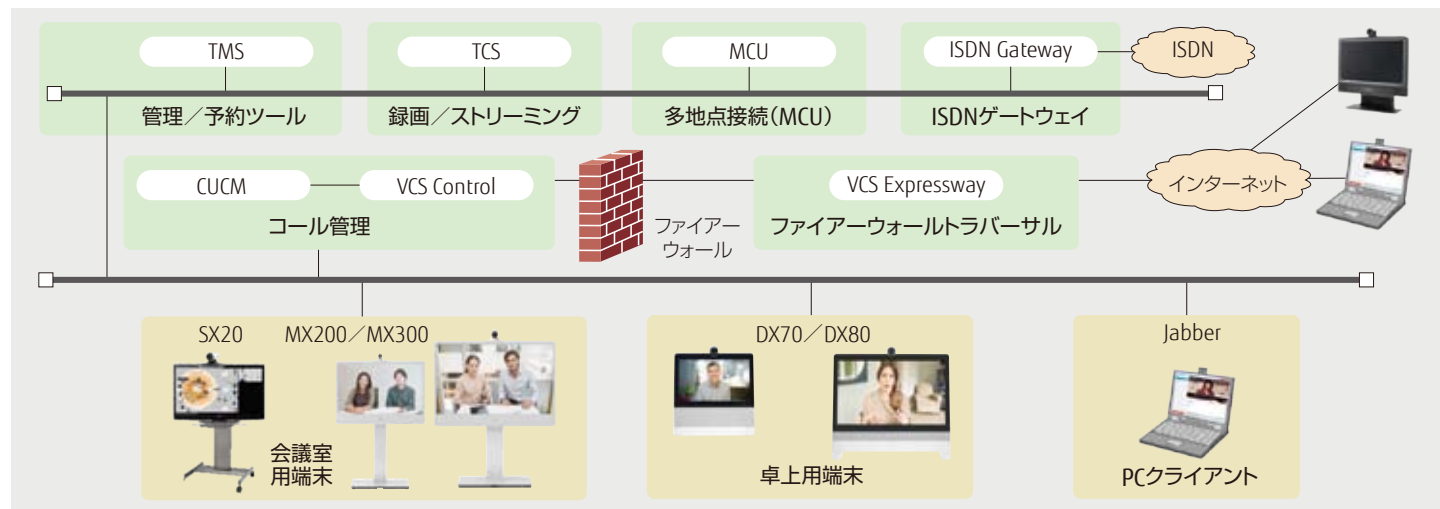 TMS
TCS
MCU
ISDN Gateway
ISDN
管理／予約ツール
録画／ストリーミング
多地点接続（MCU）
ISDNゲートウェイ
CUCM
VCS Control
VCS Expressway
インターネット
コール管理
ファイアー
ウォール
ファイアーウォールトラバーサル
SX20
MX200／MX300
DX70／DX80
Jabber
会議室
用端末
卓上用端末
PCクライアント